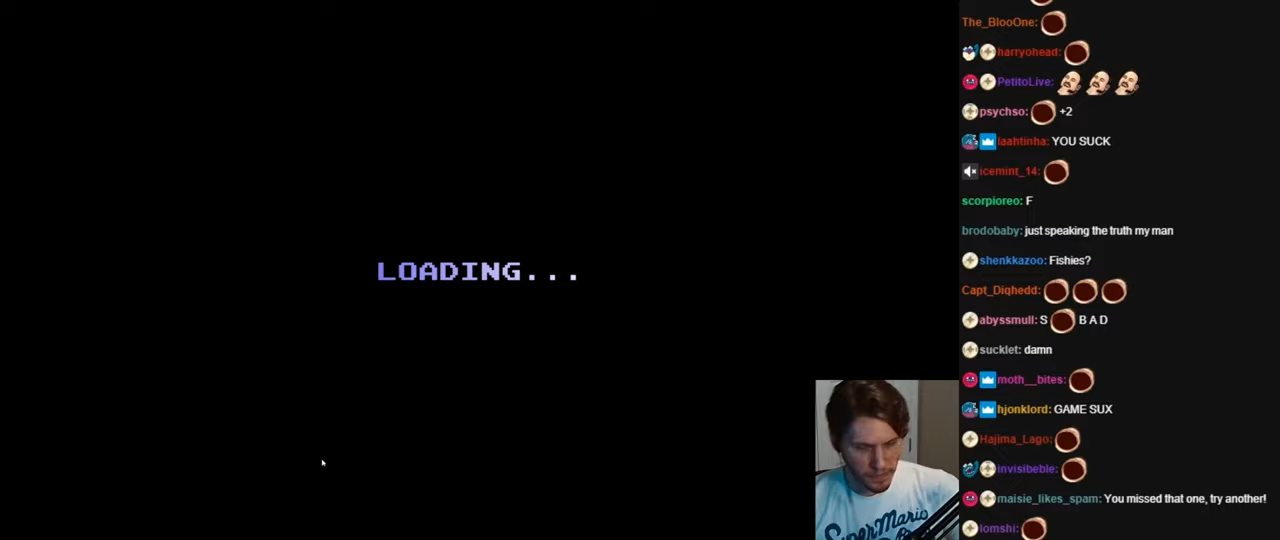 LOADING...
SUPER MARIO
The_BlooOne:
harryohead:
PetitoLive:
psychso: +2
laahtinha: YOU SUCK
icemint_14:
scorpioreo: F
brodobaby: just speaking the truth my man
shenkkazoo: Fishies?
Capt_Diqhedd:
abyssmull: S B A D
sucklet: damn
moth__bites:
hjonklord: GAME SUX
Hajima_Lago:
invisibeble:
maisie_likes_spam: You missed that one, try another!
lomshi: